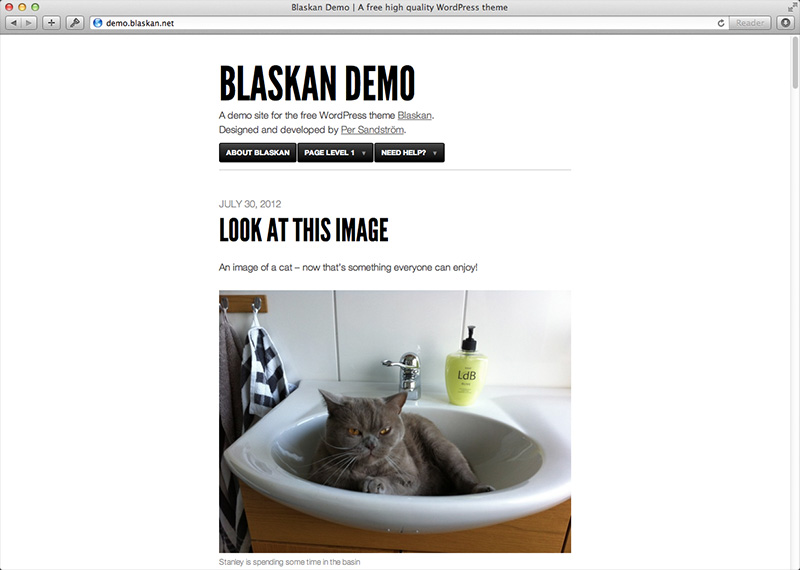 Blaskan Demo | A free high quality WordPress theme
demo.blaskan.net
Reader
BLASKAN DEMO
A demo site for the free WordPress theme Blaskan.
Designed and developed by Per Sandström.
ABOUT BLASKAN PAGE LEVEL 1 NEED HELP?
JULY 30, 2012
LOOK AT THIS IMAGE
An image of a cat – now that's something everyone can enjoy!
LdB
Stanley is spending some time in the basin